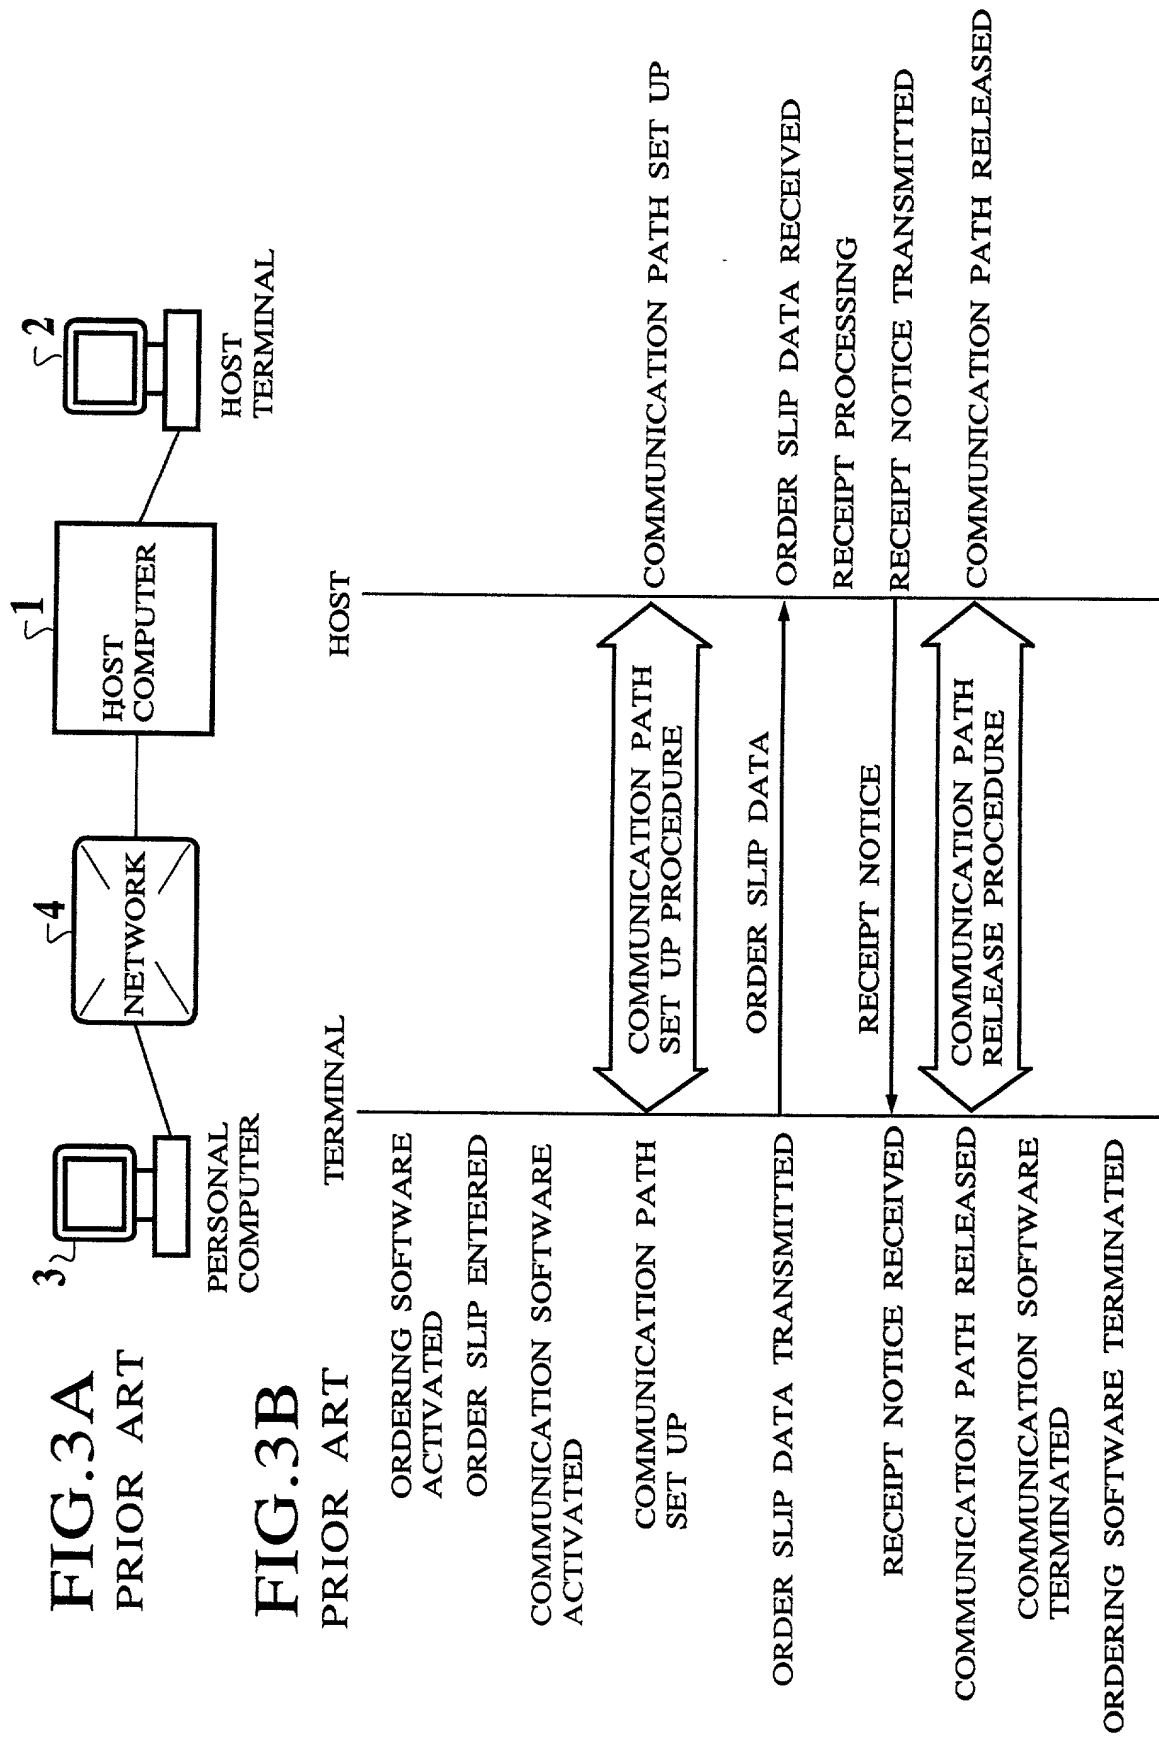 FIG.3A
PRIOR ART
3
PERSONAL
COMPUTER
4
NETWORK
1
HOST
COMPUTER
2
HOST
TERMINAL
FIG.3B
PRIOR ART
TERMINAL
HOST
ORDERING SOFTWARE
ACTIVATED
ORDER SLIP ENTERED
COMMUNICATION SOFTWARE
ACTIVATED
COMMUNICATION PATH
SET UP
COMMUNICATION PATH
SET UP PROCEDURE
COMMUNICATION PATH SET UP
ORDER SLIP DATA TRANSMITTED
ORDER SLIP DATA
ORDER SLIP DATA RECEIVED
RECEIPT PROCESSING
RECEIPT NOTICE RECEIVED
RECEIPT NOTICE
RECEIPT NOTICE TRANSMITTED
COMMUNICATION PATH RELEASED
COMMUNICATION PATH
RELEASE PROCEDURE
COMMUNICATION PATH RELEASED
COMMUNICATION SOFTWARE
TERMINATED
ORDERING SOFTWARE TERMINATED